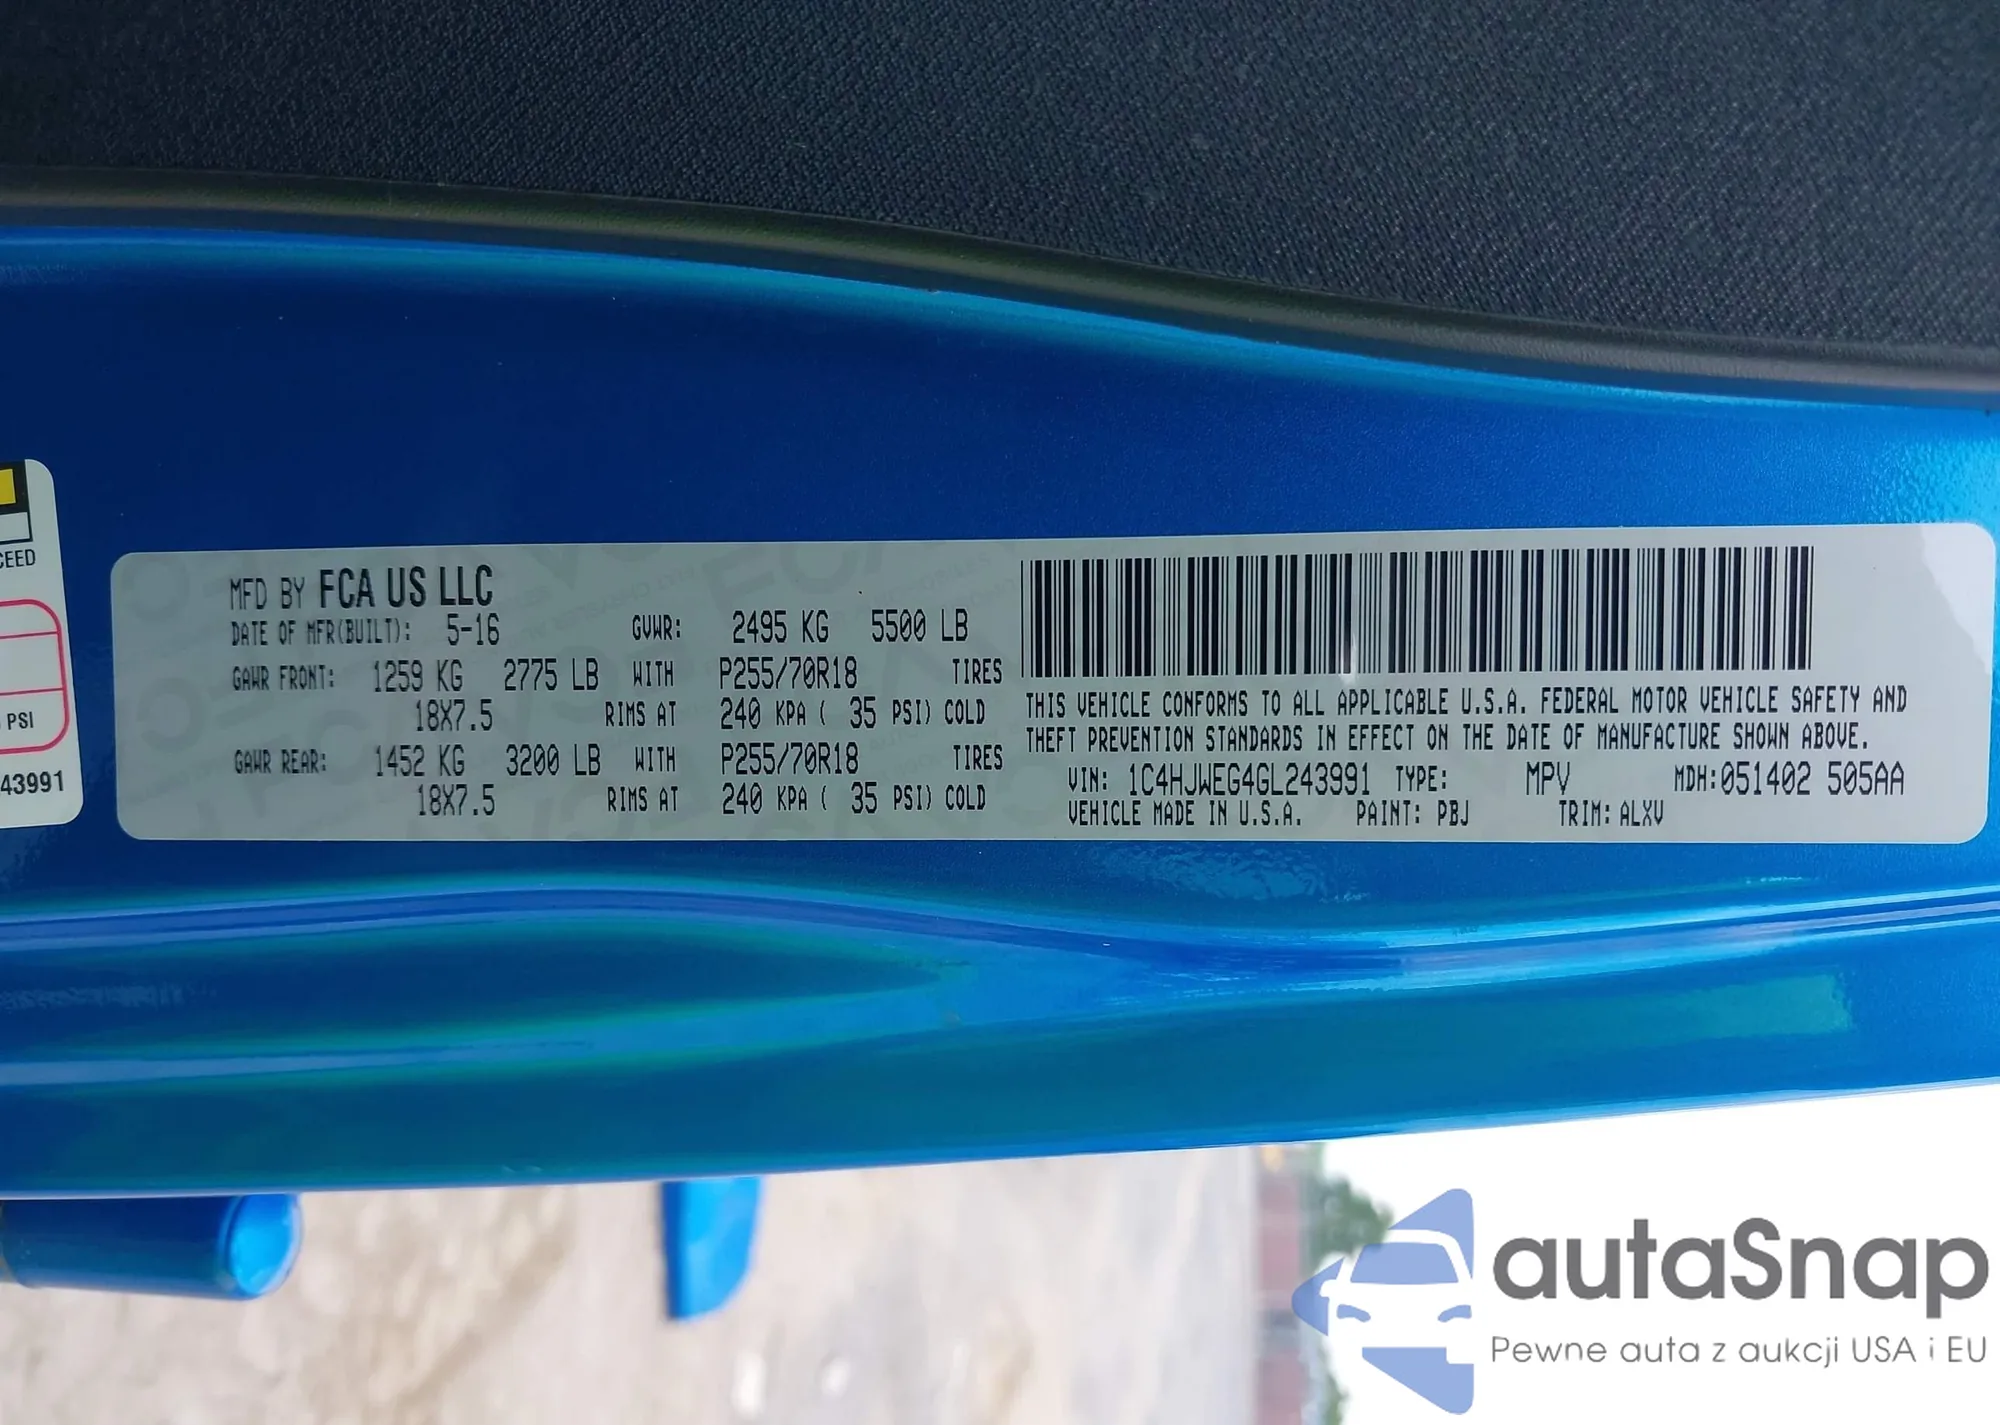 CEED
PSI
43991
MFD BY FCA US LLC
DATE OF MFR(BUILT): 5-16 GVWR: 2495 KG 5500 LB
GAWR FRONT: 1259 KG 2775 LB WITH P255/70R18 TIRES
18X7.5 RIMS AT 240 KPA ( 35 PSI) COLD
GAWR REAR: 1452 KG 3200 LB WITH P255/70R18 TIRES
18X7.5 RIMS AT 240 KPA ( 35 PSI) COLD
THIS VEHICLE CONFORMS TO ALL APPLICABLE U.S.A. FEDERAL MOTOR VEHICLE SAFETY AND
THEFT PREVENTION STANDARDS IN EFFECT ON THE DATE OF MANUFACTURE SHOWN ABOVE.
VIN: 1C4HJWEG4GL243991 TYPE: MPV MDH:051402 505AA
VEHICLE MADE IN U.S.A. PAINT: PBJ TRIM: ALXV
autaSnap
Pewne auta z aukcji USA i EU